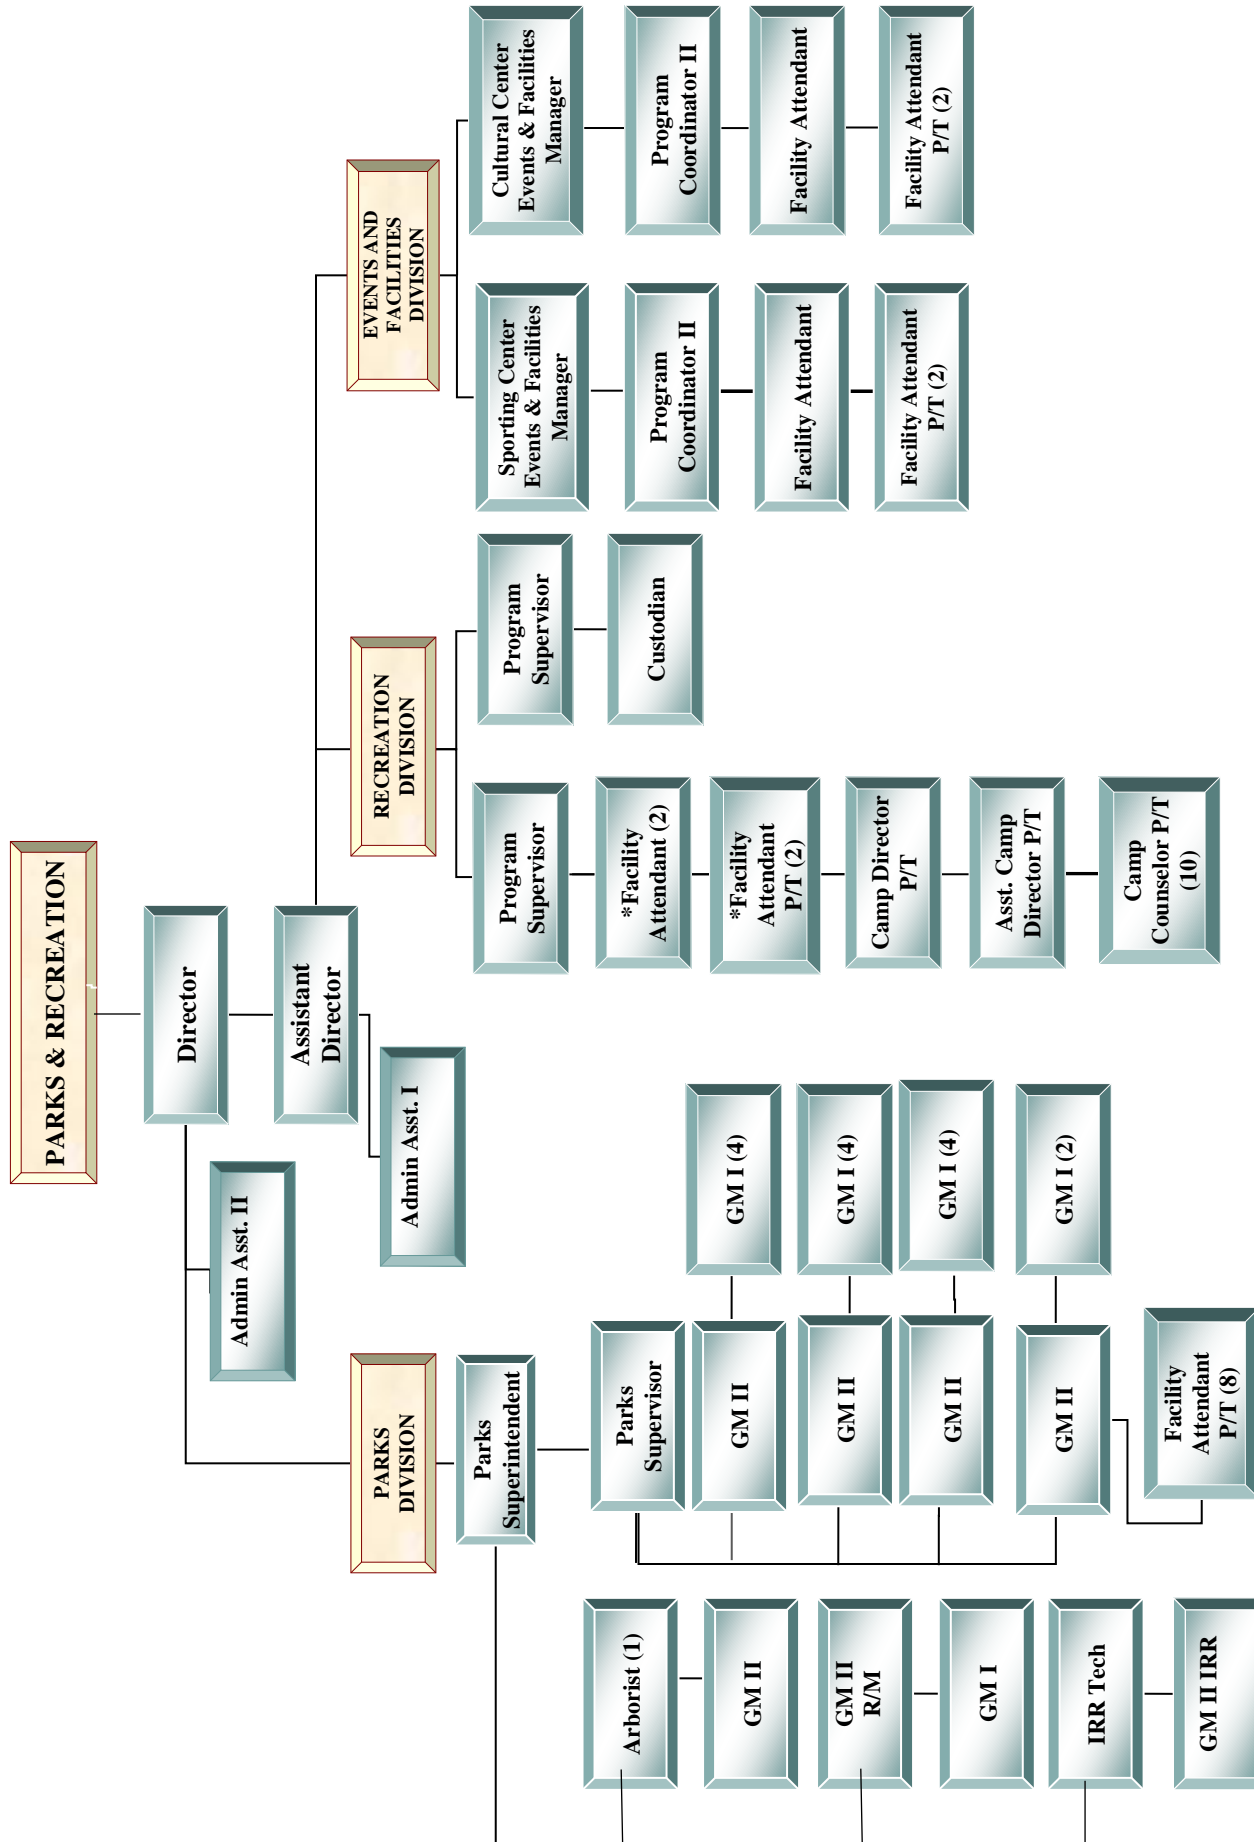 PARKS & RECREATION
Director
Admin Asst. II
Assistant
Director
Admin Asst. I
PARKS
DIVISION
RECREATION
DIVISION
EVENTS AND
FACILITIES
DIVISION
Parks
Superintendent
Parks
Supervisor
GM II
GM I (4)
GM II
GM I (4)
GM II
GM I (4)
GM II
GM I (2)
Facility
Attendant
P/T (8)
Arborist (1)
GM II
GM II
R/M
GM I
IRR Tech
GM II IRR
Program
Supervisor
*Facility
Attendant (2)
*Facility
Attendant
P/T (2)
Camp Director
P/T
Asst. Camp
Director P/T
Camp
Counselor P/T
(10)
Program
Supervisor
Custodian
Sporting Center
Events & Facilities
Manager
Program
Coordinator II
Facility Attendant
Facility Attendant
P/T (2)
Cultural Center
Events & Facilities
Manager
Program
Coordinator II
Facility Attendant
Facility Attendant
P/T (2)